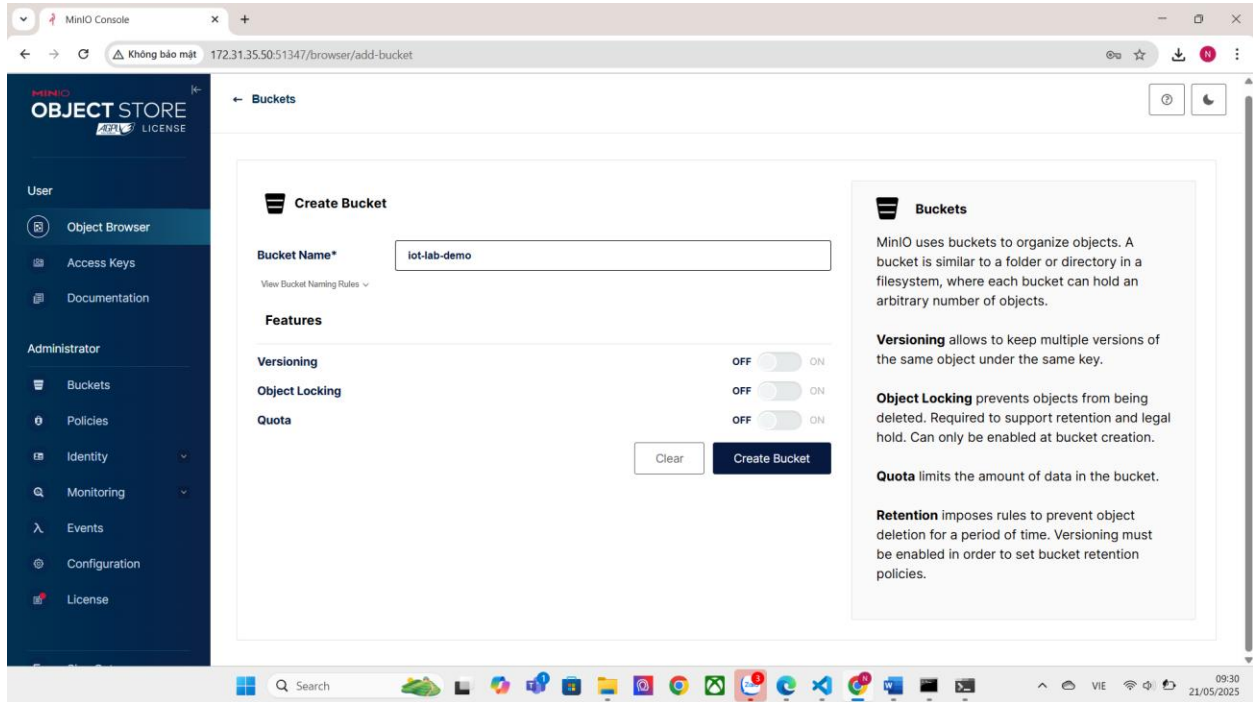 MinIO Console
Không bảo mật 172.31.35.50:51347/browser/add-bucket
N
MINIO
OBJECT STORE
AGPL LICENSE
User
Object Browser
Access Keys
Documentation
Administrator
Buckets
Policies
Identity
Monitoring
Events
Configuration
License
← Buckets
Create Bucket
Bucket Name*
iot-lab-demo
View Bucket Naming Rules
Features
Versioning OFF ON
Object Locking OFF ON
Quota OFF ON
Clear Create Bucket
Buckets
MinIO uses buckets to organize objects. A
bucket is similar to a folder or directory in a
filesystem, where each bucket can hold an
arbitrary number of objects.
Versioning allows to keep multiple versions of
the same object under the same key.
Object Locking prevents objects from being
deleted. Required to support retention and legal
hold. Can only be enabled at bucket creation.
Quota limits the amount of data in the bucket.
Retention imposes rules to prevent object
deletion for a period of time. Versioning must
be enabled in order to set bucket retention
policies.
Search
3
VIE
09:30
21/05/2025